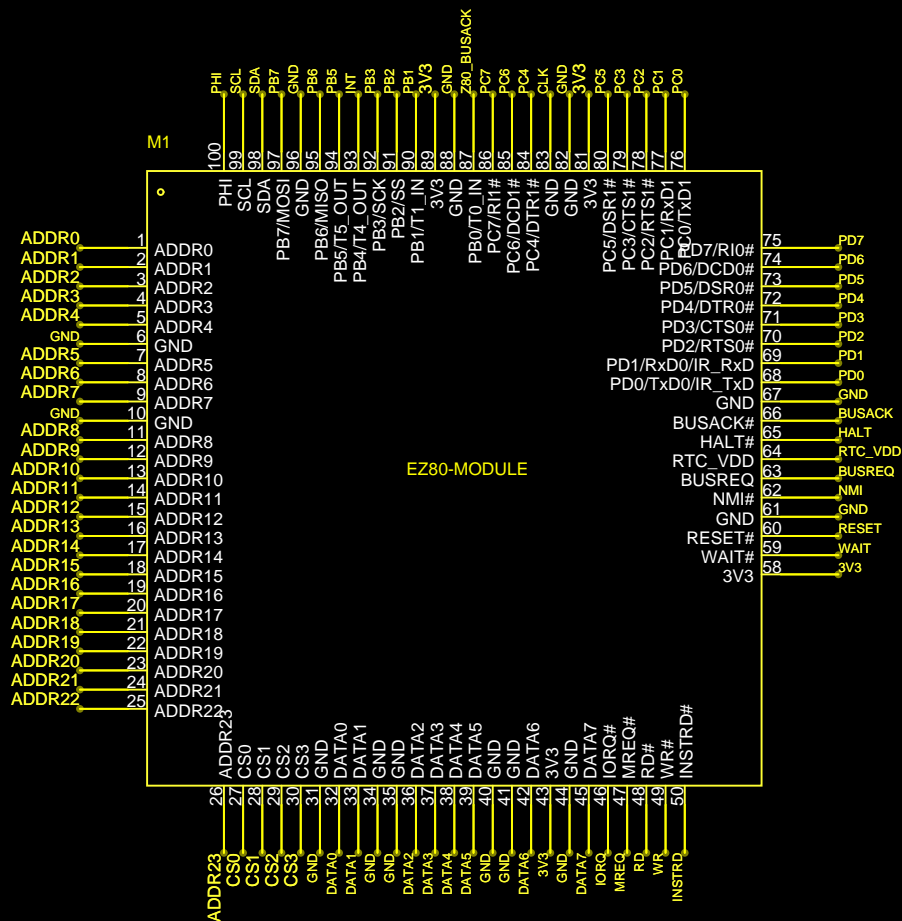 PHI SCL SDA PB7 GND PB6 PB5 INT PB3 PB2 PB1 3V3 GND Z80_BUSACK PC7 PC6 PC4 CLK GND 3V3 PC5 PC3 PC2 PC1 PC0
M1
100 99 98 97 96 95 94 93 92 91 90 89 88 87 86 85 84 83 82 81 80 79 78 77 76
PHI SCL SDA PB7/MOSI GND PB6/MISO PB5/T5_OUT PB4/T4_OUT PB3/SCK PB2/SS PB1/T1_IN 3V3 GND PB0/T0_IN PC7/RI1# PC6/DCD1# PC4/DTR1# GND GND 3V3 PC5/DSR1# PC3/CTS1# PC2/RTS1# PC1/RxD1 PC0/TxD1
ADDR0 1 ADDR0
ADDR1 2 ADDR1
ADDR2 3 ADDR2
ADDR3 4 ADDR3
ADDR4 5 ADDR4
GND 6 GND
ADDR5 7 ADDR5
ADDR6 8 ADDR6
ADDR7 9 ADDR7
GND 10 GND
ADDR8 11 ADDR8
ADDR9 12 ADDR9
ADDR10 13 ADDR10
ADDR11 14 ADDR11
ADDR12 15 ADDR12
ADDR13 16 ADDR13
ADDR14 17 ADDR14
ADDR15 18 ADDR15
ADDR16 19 ADDR16
ADDR17 20 ADDR17
ADDR18 21 ADDR18
ADDR19 22 ADDR19
ADDR20 23 ADDR20
ADDR21 24 ADDR21
ADDR22 25 ADDR22
EZ80-MODULE
PD7/RI0# 75 PD7
PD6/DCD0# 74 PD6
PD5/DSR0# 73 PD5
PD4/DTR0# 72 PD4
PD3/CTS0# 71 PD3
PD2/RTS0# 70 PD2
PD1/RxD0/IR_RxD 69 PD1
PD0/TxD0/IR_TxD 68 PD0
GND 67 GND
BUSACK# 66 BUSACK
HALT# 65 HALT
RTC_VDD 64 RTC_VDD
BUSREQ 63 BUSREQ
NMI# 62 NMI
GND 61 GND
RESET# 60 RESET
WAIT# 59 WAIT
3V3 58 3V3
ADDR23 CS0 CS1 CS2 CS3 GND DATA0 DATA1 GND GND DATA2 DATA3 DATA4 DATA5 GND GND DATA6 3V3 GND DATA7 IORQ# MREQ# RD# WR# INSTRD#
26 27 28 29 30 31 32 33 34 35 36 37 38 39 40 41 42 43 44 45 46 47 48 49 50
ADDR23 CS0 CS1 CS2 CS3 GND DATA0 DATA1 GND GND DATA2 DATA3 DATA4 DATA5 GND GND DATA6 3V3 GND DATA7 IORQ MREQ RD WR INSTRD